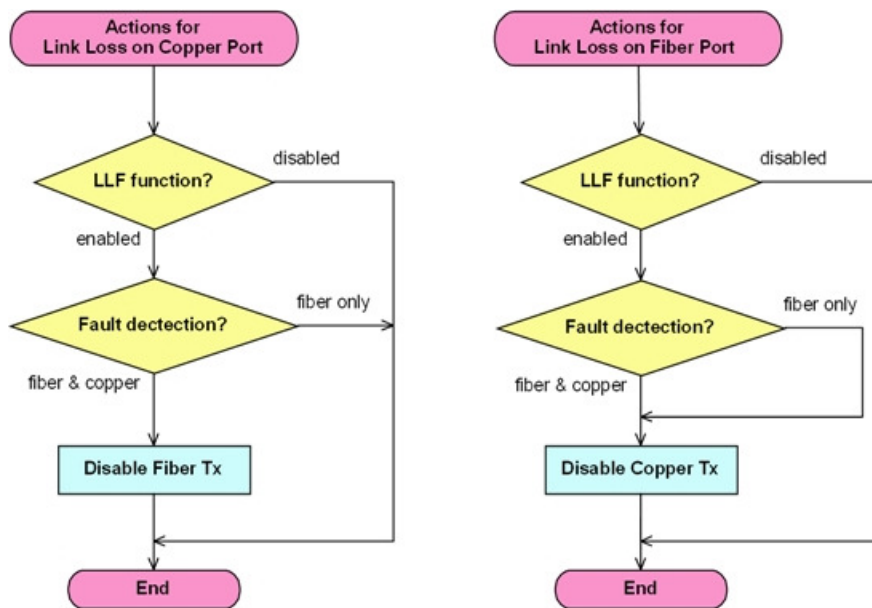 Actions for
Link Loss on Copper Port
LLF function?
disabled
enabled
Fault dectection?
fiber only
fiber & copper
Disable Fiber Tx
End
Actions for
Link Loss on Fiber Port
LLF function?
disabled
enabled
Fault dectection?
fiber only
fiber & copper
Disable Copper Tx
End